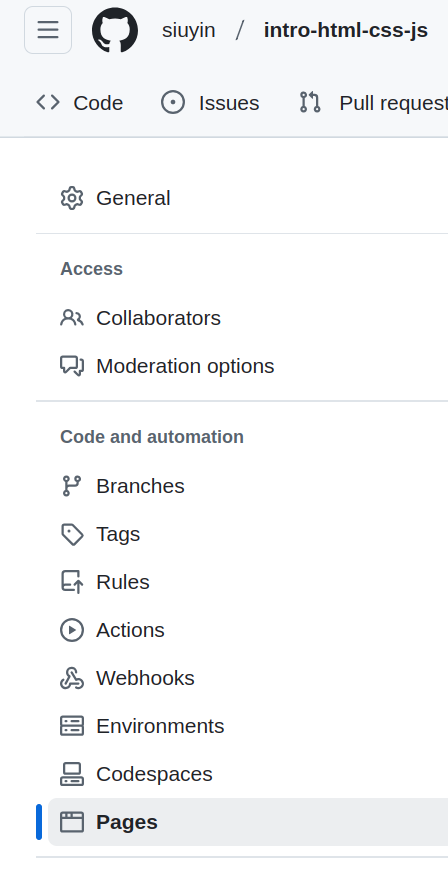 siuyin / intro-html-css-js
Code Issues Pull request
General
Access
Collaborators
Moderation options
Code and automation
Branches
Tags
Rules
Actions
Webhooks
Environments
Codespaces
Pages